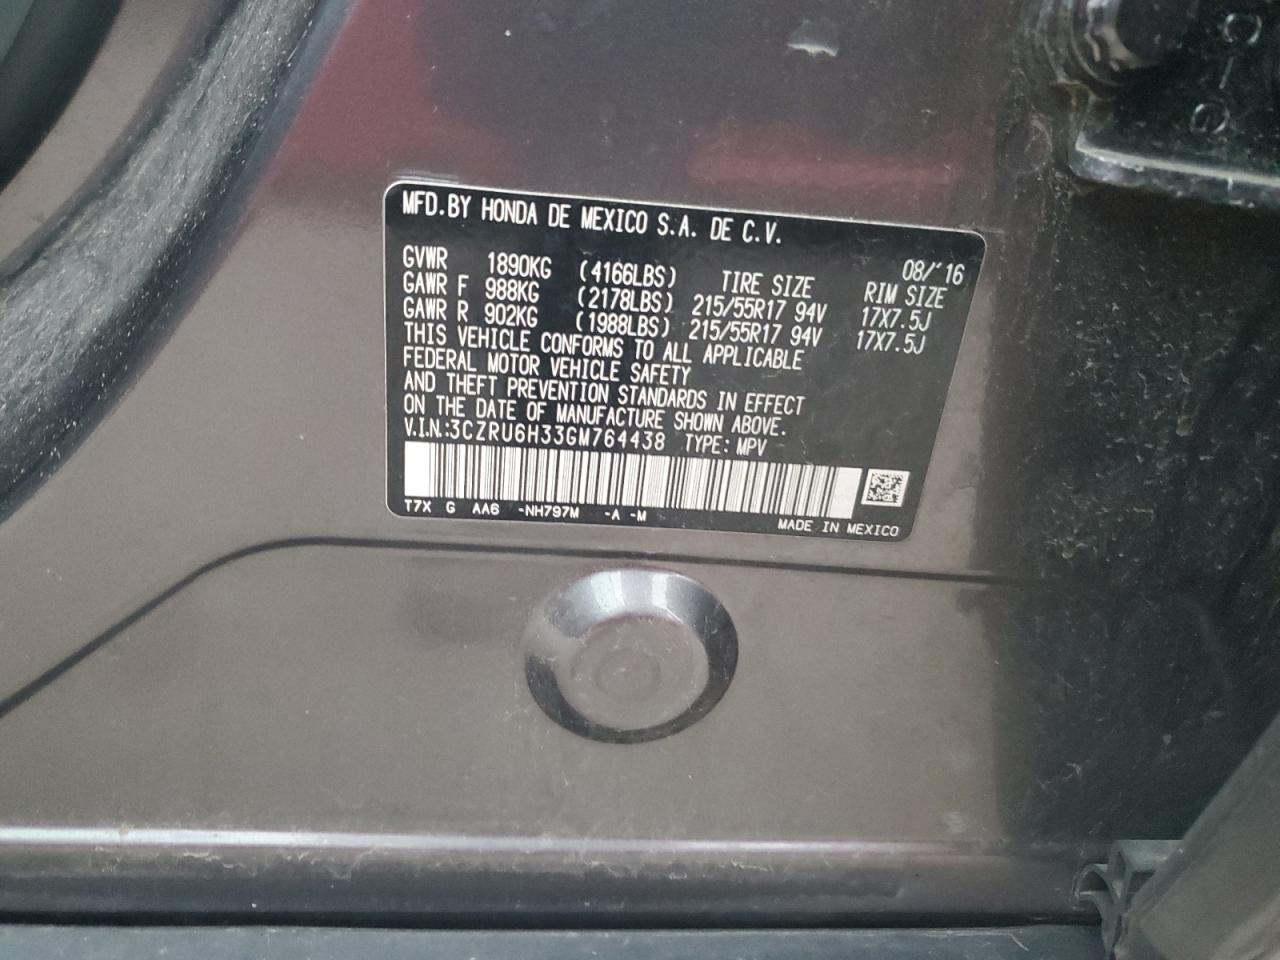 MFD.BY HONDA DE MEXICO S.A. DE C.V.
08/'16
GVWR 1890KG (4166LBS) TIRE SIZE RIM SIZE
GAWR F 988KG (2178LBS) 215/55R17 94V 17X7.5J
GAWR R 902KG (1988LBS) 215/55R17 94V 17X7.5J
THIS VEHICLE CONFORMS TO ALL APPLICABLE
FEDERAL MOTOR VEHICLE SAFETY
AND THEFT PREVENTION STANDARDS IN EFFECT
ON THE DATE OF MANUFACTURE SHOWN ABOVE.
V.I.N.:3CZRU6H33GM764438 TYPE: MPV
T7X G AA6 -NH797M -A -M
MADE IN MEXICO